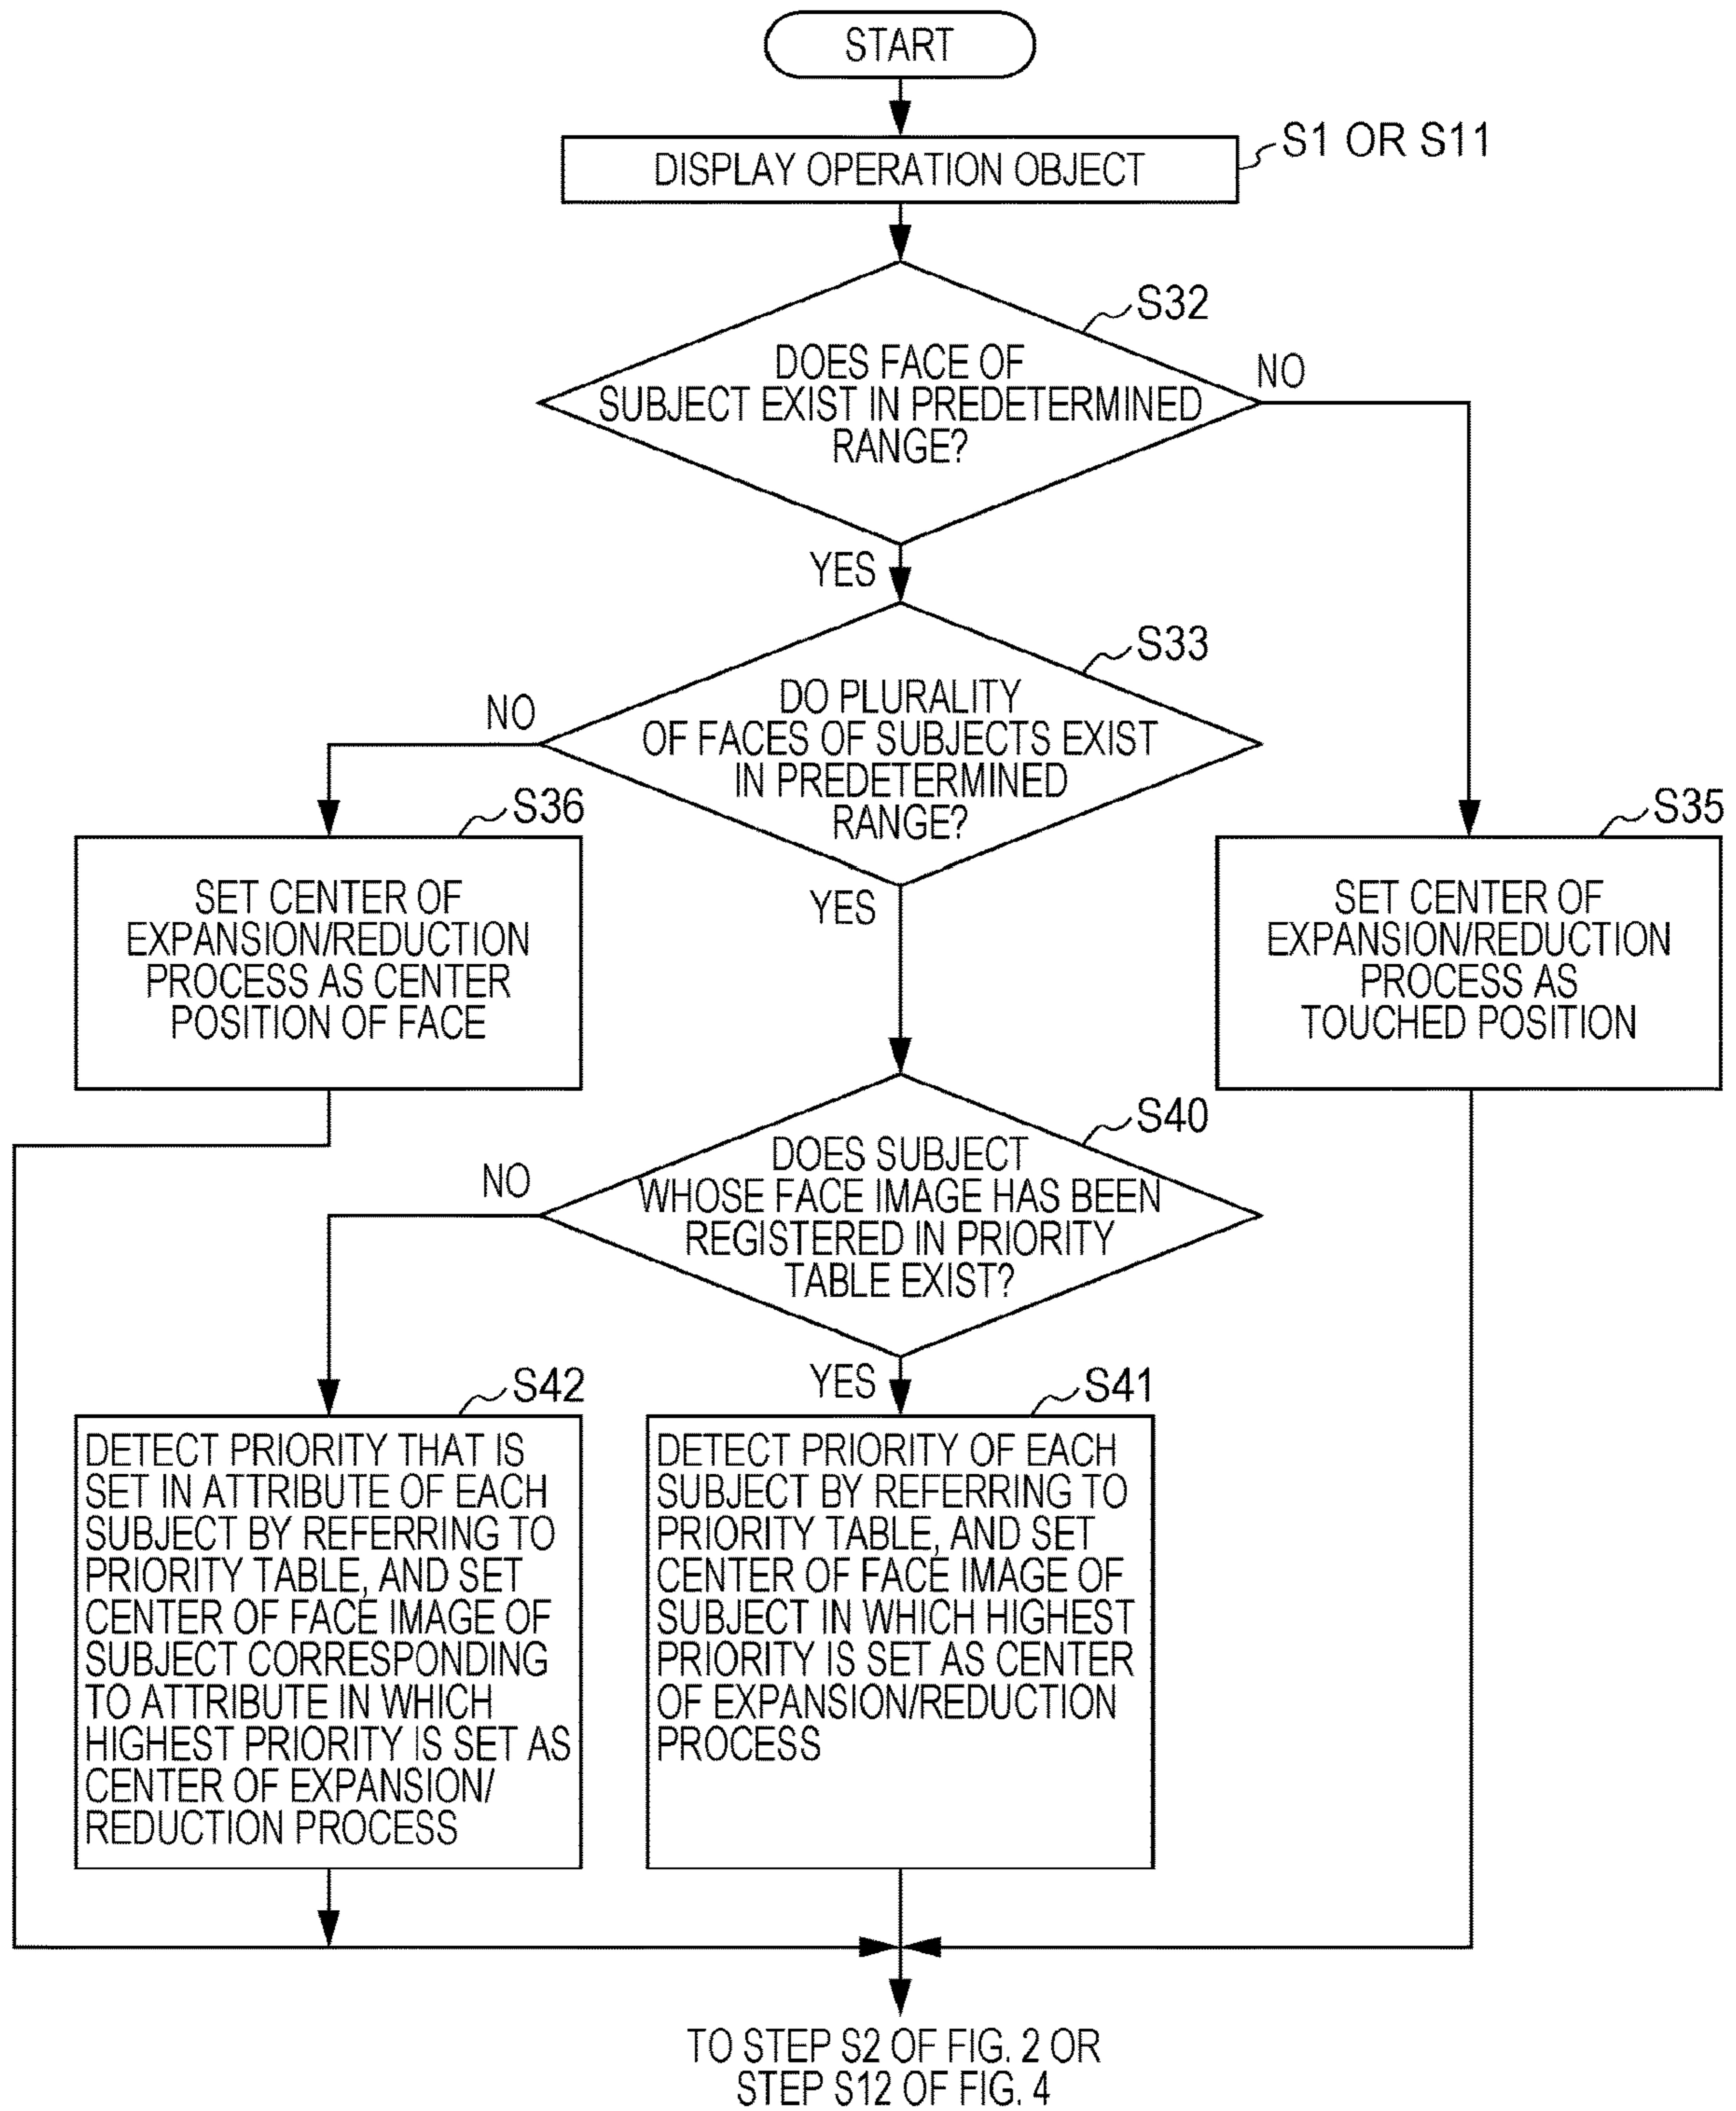 START
DISPLAY OPERATION OBJECT
S1 OR S11
S32
DOES FACE OF
SUBJECT EXIST IN PREDETERMINED
RANGE?
NO
YES
S33
DO PLURALITY
OF FACES OF SUBJECTS EXIST
IN PREDETERMINED
RANGE?
NO
YES
S36
SET CENTER OF
EXPANSION/REDUCTION
PROCESS AS CENTER
POSITION OF FACE
S35
SET CENTER OF
EXPANSION/REDUCTION
PROCESS AS
TOUCHED POSITION
S40
DOES SUBJECT
WHOSE FACE IMAGE HAS BEEN
REGISTERED IN PRIORITY
TABLE EXIST?
NO
YES
S42
DETECT PRIORITY THAT IS
SET IN ATTRIBUTE OF EACH
SUBJECT BY REFERRING TO
PRIORITY TABLE, AND SET
CENTER OF FACE IMAGE OF
SUBJECT CORRESPONDING
TO ATTRIBUTE IN WHICH
HIGHEST PRIORITY IS SET AS
CENTER OF EXPANSION/
REDUCTION PROCESS
S41
DETECT PRIORITY OF EACH
SUBJECT BY REFERRING TO
PRIORITY TABLE, AND SET
CENTER OF FACE IMAGE OF
SUBJECT IN WHICH HIGHEST
PRIORITY IS SET AS CENTER
OF EXPANSION/REDUCTION
PROCESS
TO STEP S2 OF FIG. 2 OR
STEP S12 OF FIG. 4